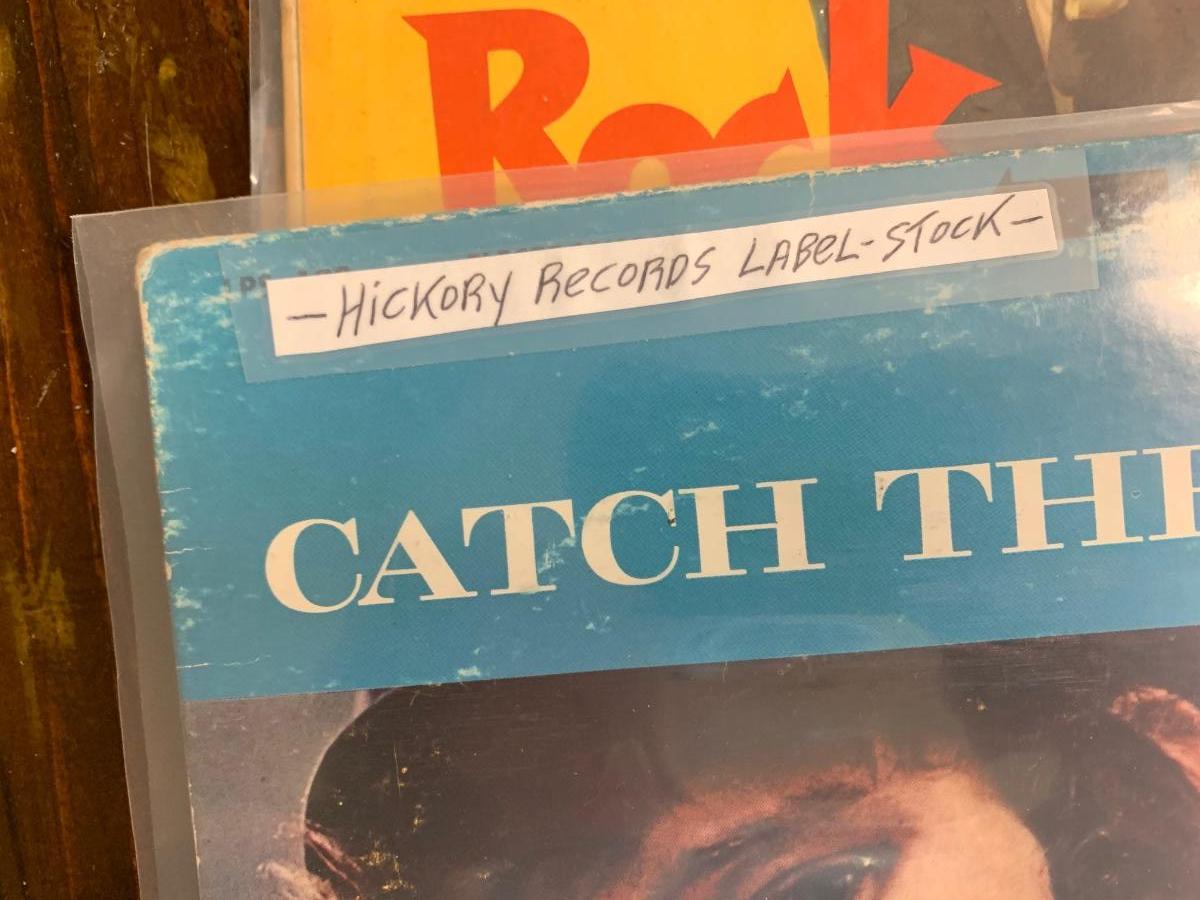 Rock
-HICKORY RECORDS LABEL-STOCK-
CATCH THE